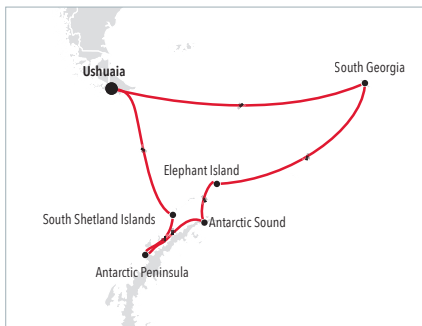 Ushuaia
South Georgia
Elephant Island
South Shetland Islands
Antarctic Sound
Antarctic Peninsula